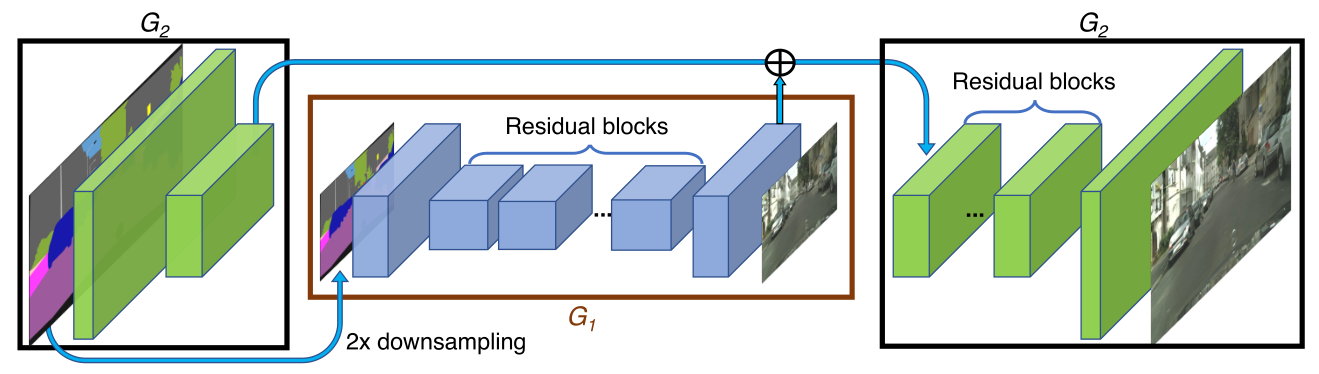 G2
G2
Residual blocks
Residual blocks
...
...
G1
2x downsampling